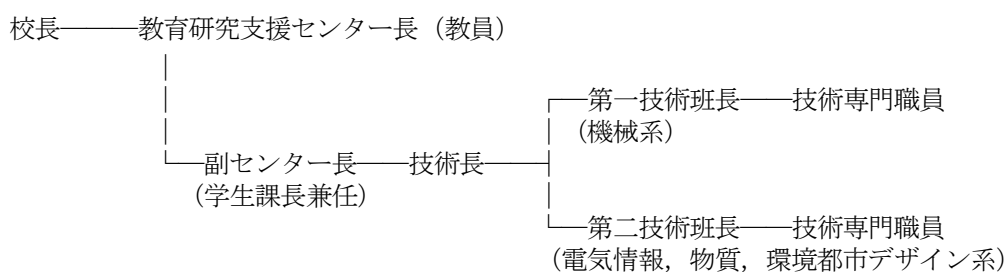 校長———教育研究支援センター長（教員）
第一技術班長――技術専門職員
（機械系）
副センター長――技術長
（学生課長兼任）
第二技術班長――技術専門職員
（電気情報，物質，環境都市デザイン系）